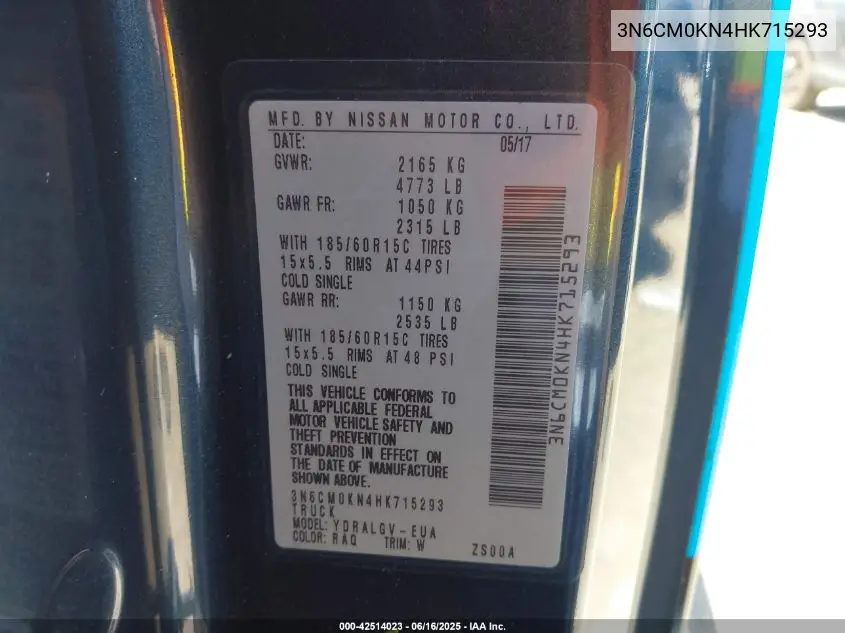 3N6CM0KN4HK715293
MFD. BY NISSAN MOTOR CO., LTD.
DATE: 05/17
GVWR: 2165 KG
4773 LB
GAWR FR: 1050 KG
2315 LB
WITH 185/60R15C TIRES
15x5.5 RIMS AT 44PSI
COLD SINGLE
GAWR RR: 1150 KG
2535 LB
WITH 185/60R15C TIRES
15x5.5 RIMS AT 48 PSI
COLD SINGLE
THIS VEHICLE CONFORMS TO
ALL APPLICABLE FEDERAL
MOTOR VEHICLE SAFETY AND
THEFT PREVENTION
STANDARDS IN EFFECT ON
THE DATE OF MANUFACTURE
SHOWN ABOVE.
3N6CM0KN4HK715293
TRUCK
MODEL: YDRALGV-EUA
COLOR: RAQ TRIM: W ZS00A
3N6CM0KN4HK715293
000-42514023 - 06/16/2025 - IAA Inc.